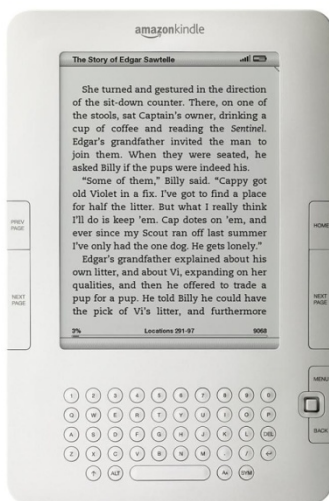 amazonkindle
The Story of Edgar Sawtelle
She turned and gestured in the direction
of the sit-down counter. There, on one of
the stools, sat Captain's owner, drinking a
cup of coffee and reading the Sentinel.
Edgar's grandfather invited the man to
join them. When they were seated, he
asked Billy if the pups were indeed his.
“Some of them,” Billy said. “Cappy got
old Violet in a fix. I've got to find a place
for half the litter. But what I really think
I'll do is keep 'em. Cap dotes on 'em, and
ever since my Scout ran off last summer
I've only had the one dog. He gets lonely.”
Edgar's grandfather explained about his
own litter, and about Vi, expanding on her
qualities, and then he offered to trade a
pup for a pup. He told Billy he could have
the pick of Vi's litter, and furthermore
3% Locations 291-97 9068
PREV
PAGE
NEXT
PAGE
HOME
NEXT
PAGE
MENU
BACK
1 2 3 4 5 6 7 8 9 0
Q W E R T Y U I O P
A S D F G H J K L DEL
Z X C V B N M . / ↵
↑ ALT Aa SYM